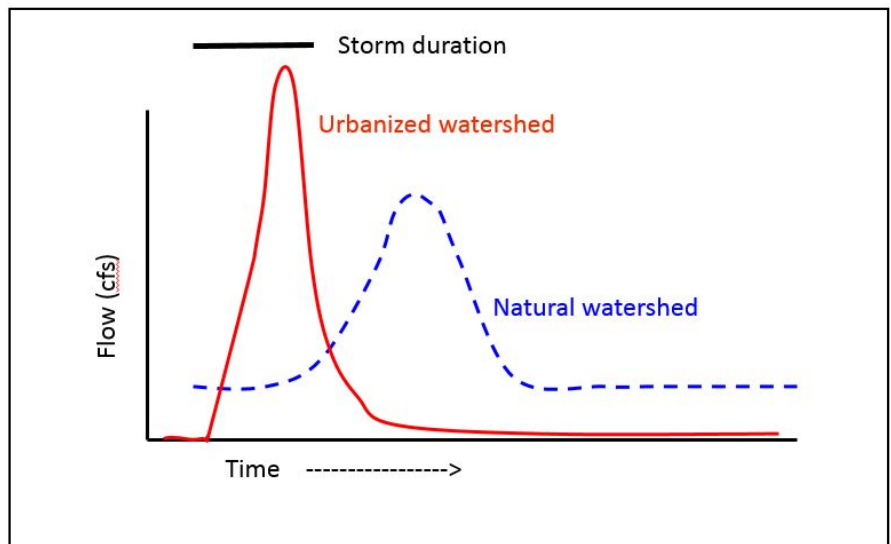 Storm duration
Urbanized watershed
Natural watershed
Flow (cfs)
Time ----------------->